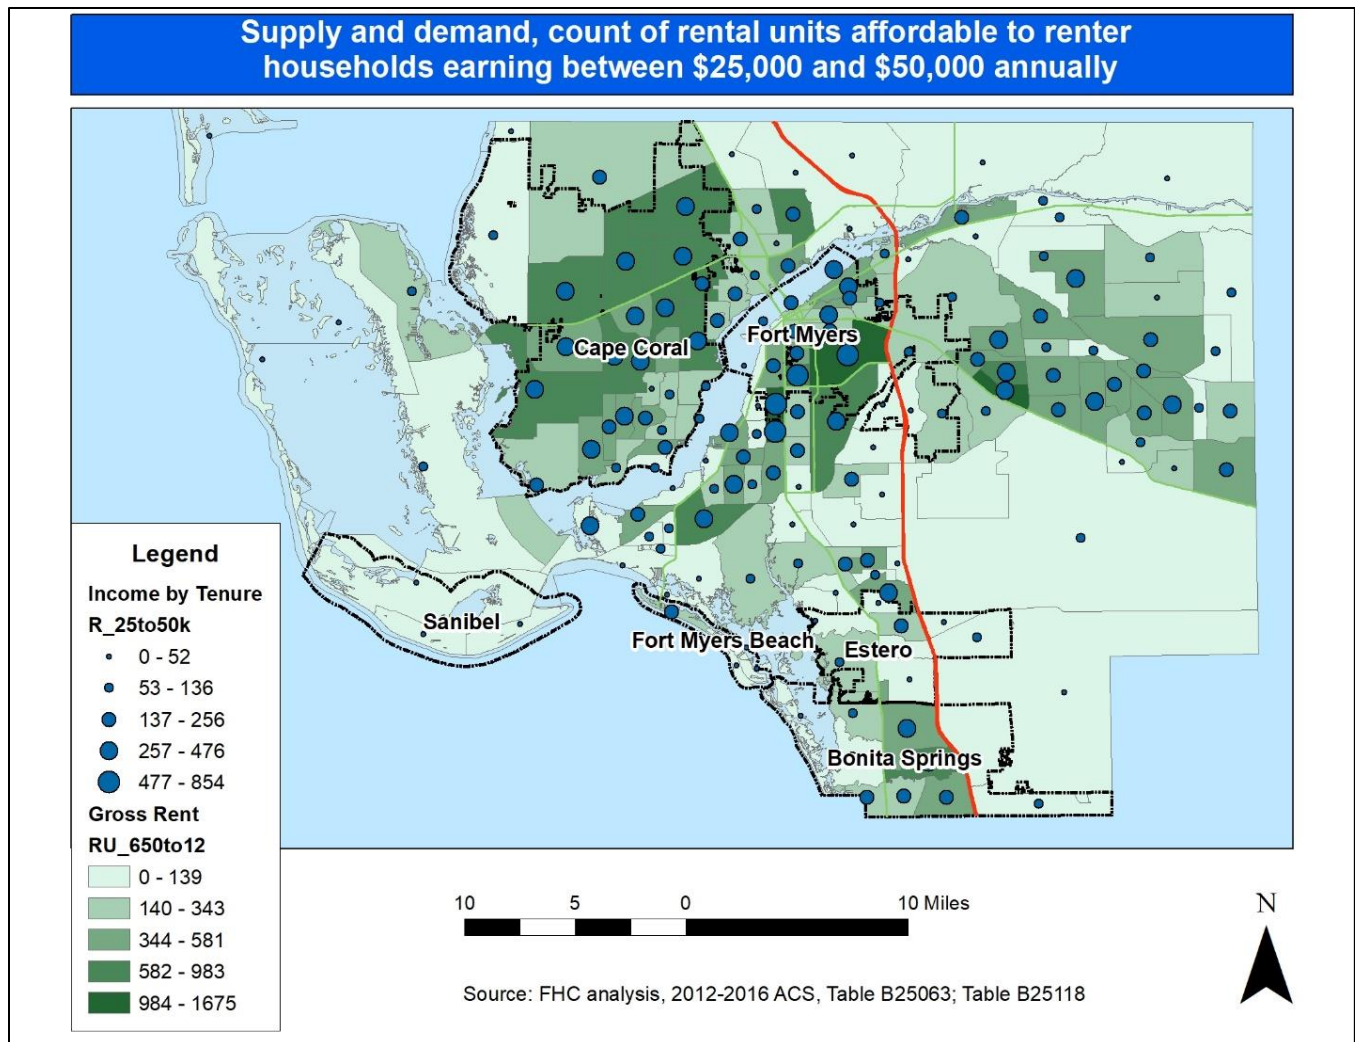 Supply and demand, count of rental units affordable to renter
households earning between $25,000 and $50,000 annually
Cape Coral
Fort Myers
Sanibel
Fort Myers Beach
Estero
Bonita Springs
Legend
Income by Tenure
R_25to50k
0 - 52
53 - 136
137 - 256
257 - 476
477 - 854
Gross Rent
RU_650to12
0 - 139
140 - 343
344 - 581
582 - 983
984 - 1675
10 5 0 10 Miles
N
Source: FHC analysis, 2012-2016 ACS, Table B25063; Table B25118